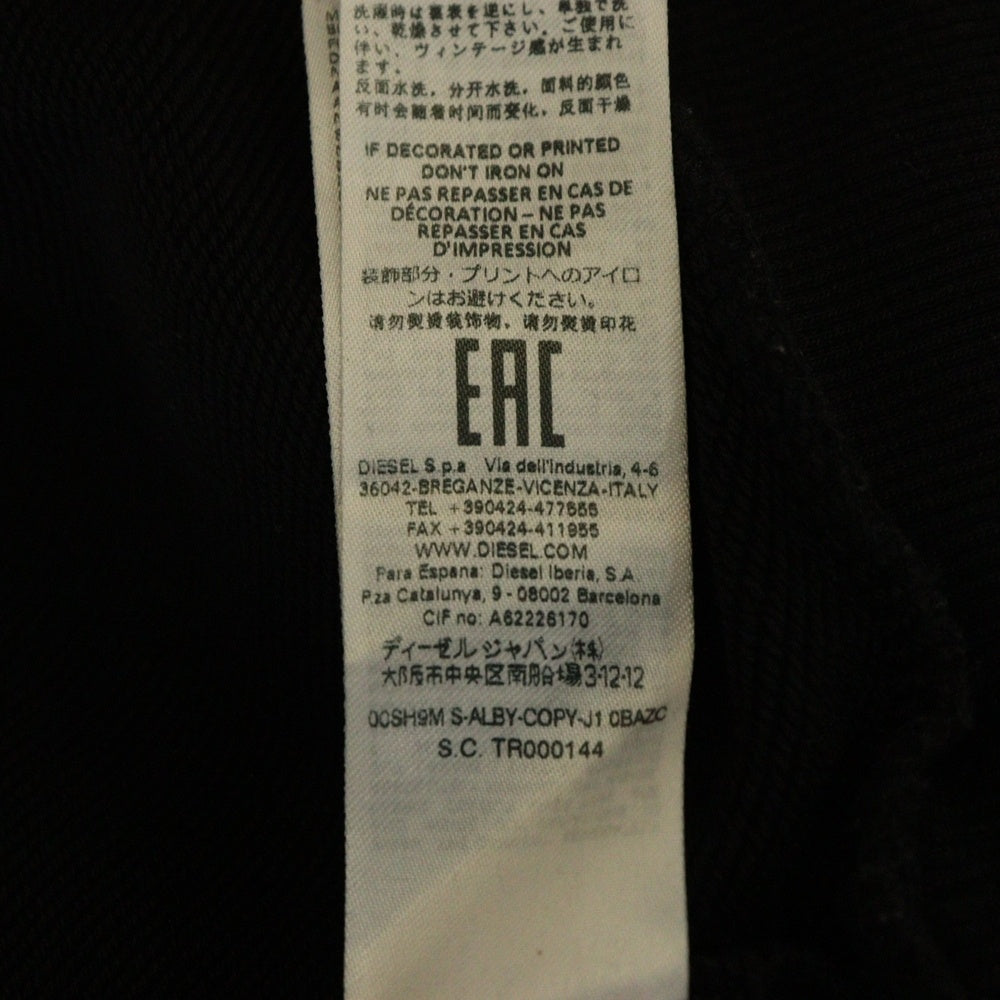 洗濯時は裏表を逆にし、単独で洗
い、乾燥させて下さい。ご使用に
伴い、ヴィンテージ感が生まれ
ます。
反面水洗，分开水洗，面料的颜色
有时会随着时间而变化，反面干燥
IF DECORATED OR PRINTED
DON'T IRON ON
NE PAS REPASSER EN CAS DE
DÉCORATION – NE PAS
REPASSER EN CAS
D'IMPRESSION
装飾部分・プリントへのアイロ
ンはお避けください。
请勿熨烫装饰物，请勿熨烫印花
EAC
DIESEL S.p.a Via dell'Industria, 4-6
36042-BREGANZE-VICENZA-ITALY
TEL +390424-477555
FAX +390424-411955
WWW.DIESEL.COM
Para Espana: Diesel Iberia, S.A
P.za Catalunya, 9 - 08002 Barcelona
CIF no: A62226170
ディーゼルジャパン(株)
大阪市中央区南船場3-12-12
00SH9M S-ALBY-COPY-J1 0BAZC
S.C. TR000144